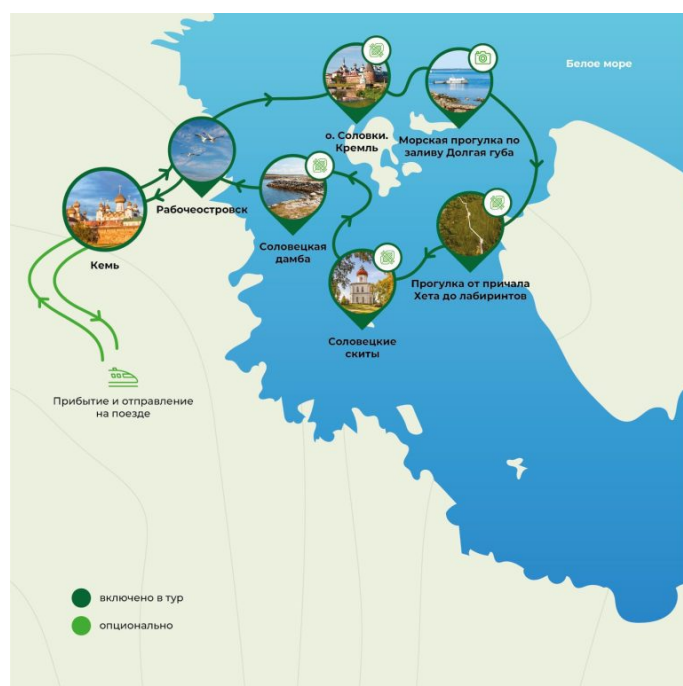 Белое море
о. Соловки.
Кремль
Морская прогулка по
заливу Долгая губа
Рабочеостровск
Кемь
Соловецкая
дамба
Прогулка от причала
Хета до лабиринтов
Соловецкие
скиты
Прибытие и отправление
на поезде
включено в тур
опционально